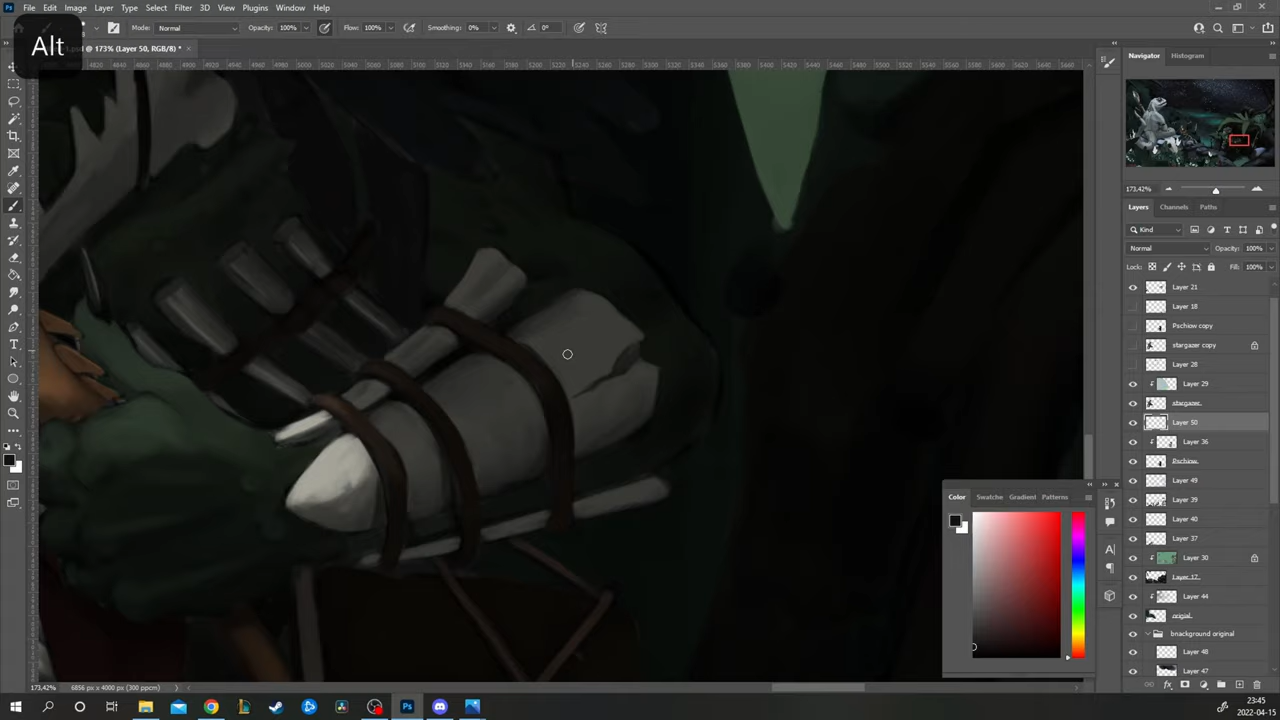 File Edit Image Layer Type Select Filter 3D View Plugins Window Help
Alt
Mode: Normal Opacity: 100% Flow: 100% Smoothing: 0% 0°
@ 173% (Layer 50, RGB/8) *
Navigator Histogram
173,42%
Layers Channels Paths
Kind
Normal Opacity: 100%
Lock: Fill: 100%
Layer 21
Layer 18
Pschiow copy
stargazer copy
Layer 28
Layer 29
stargazer
Layer 50
Layer 36
Pschiow
Layer 49
Layer 39
Layer 40
Layer 37
Layer 30
Layer 17
Layer 44
origial
bnackground original
Layer 48
Layer 47
Color Swatche Gradient Patterns
173,42% 6856 px x 4000 px (300 ppcm)
23:45
2022-04-15